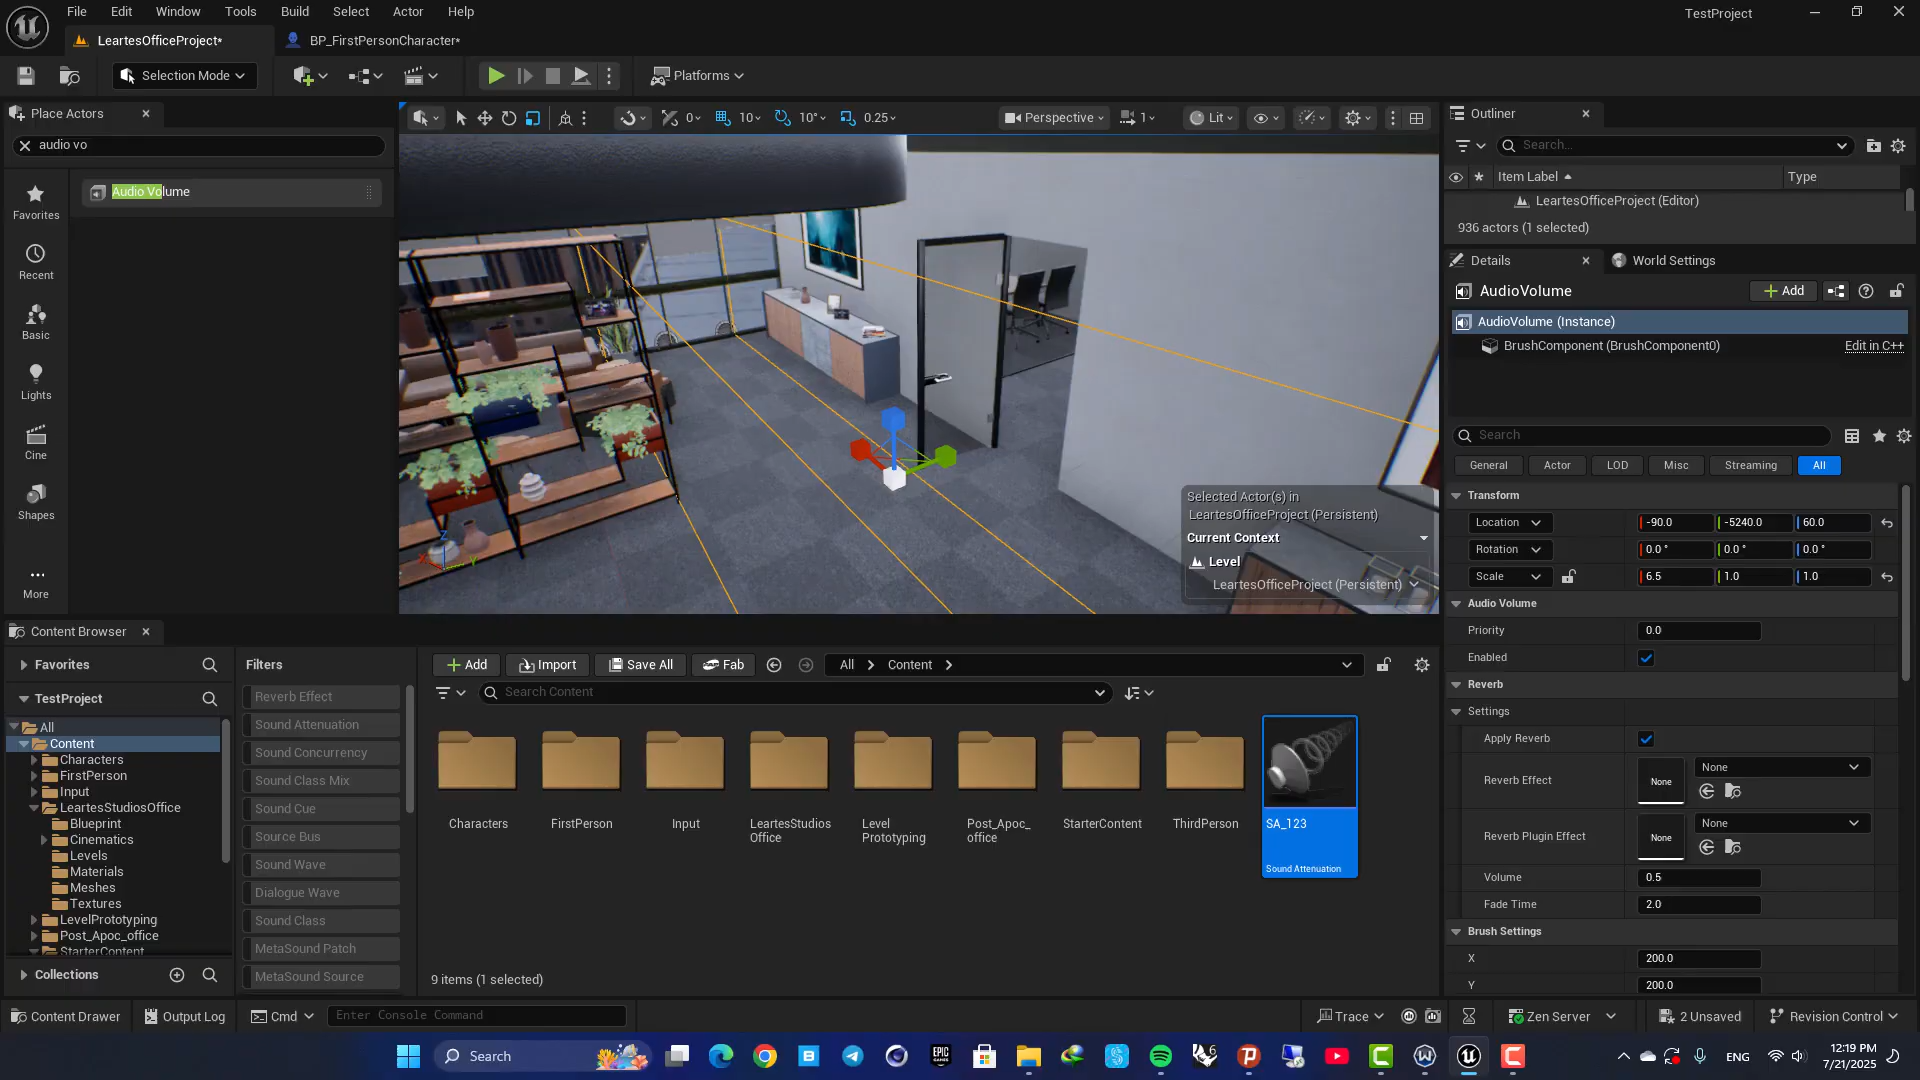 File Edit Window Tools Build Select Actor Help
TestProject
LeartesOfficeProject*
BP_FirstPersonCharacter*
Selection Mode
Platforms
Place Actors
audio vo
Audio Volume
Favorites
Recent
Basic
Lights
Cine
Shapes
More
0
10
10°
0.25
Perspective
1
Lit
Selected Actor(s) in
LeartesOfficeProject (Persistent)
Current Context
Level
LeartesOfficeProject (Persistent)
Outliner
Search...
Item Label
Type
LeartesOfficeProject (Editor)
936 actors (1 selected)
Details
World Settings
AudioVolume
Add
AudioVolume (Instance)
BrushComponent (BrushComponent0)
Edit in C++
Search
General
Actor
LOD
Misc
Streaming
All
Transform
Location
-90.0
-5240.0
60.0
Rotation
0.0 °
0.0 °
0.0 °
Scale
6.5
1.0
1.0
Audio Volume
Priority
0.0
Enabled
Reverb
Settings
Apply Reverb
Reverb Effect
None
None
Reverb Plugin Effect
None
None
Volume
0.5
Fade Time
2.0
Brush Settings
X
200.0
Y
200.0
Content Browser
Favorites
TestProject
All
Content
Characters
FirstPerson
Input
LeartesStudiosOffice
Blueprint
Cinematics
Levels
Materials
Meshes
Textures
LevelPrototyping
Post_Apoc_office
StarterContent
Collections
Filters
Reverb Effect
Sound Attenuation
Sound Concurrency
Sound Class Mix
Sound Cue
Source Bus
Sound Wave
Dialogue Wave
Sound Class
MetaSound Patch
MetaSound Source
Add
Import
Save All
Fab
All
Content
Search Content
Characters
FirstPerson
Input
LeartesStudios
Office
Level
Prototyping
Post_Apoc_
office
StarterContent
ThirdPerson
SA_123
Sound Attenuation
9 items (1 selected)
Content Drawer
Output Log
Cmd
Enter Console Command
Trace
Zen Server
2 Unsaved
Revision Control
Search
EPIC
GAMES
ENG
12:19 PM
7/21/2025